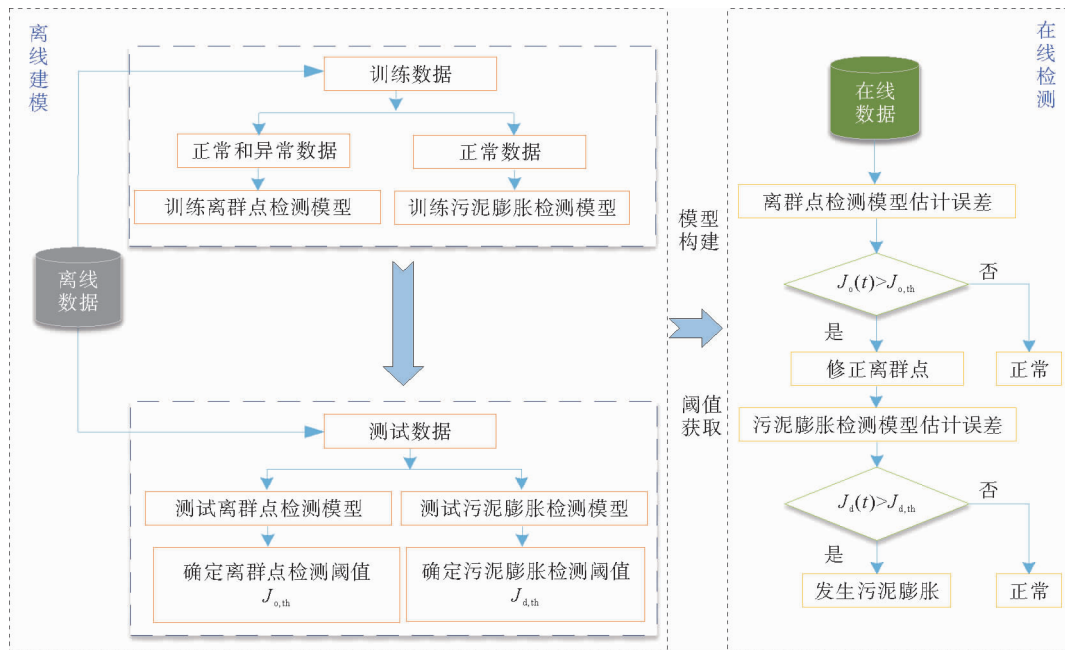 离线建模
训练数据
正常和异常数据
正常数据
训练离群点检测模型
训练污泥膨胀检测模型
离线
数据
测试数据
测试离群点检测模型
测试污泥膨胀检测模型
确定离群点检测阈值
J_{o,th}
确定污泥膨胀检测阈值
J_{d,th}
模型
构建
阈值
获取
在线检测
在线
数据
离群点检测模型估计误差
J_o(t)>J_{o,th}
否
是
修正离群点
正常
污泥膨胀检测模型估计误差
J_d(t)>J_{d,th}
否
是
发生污泥膨胀
正常